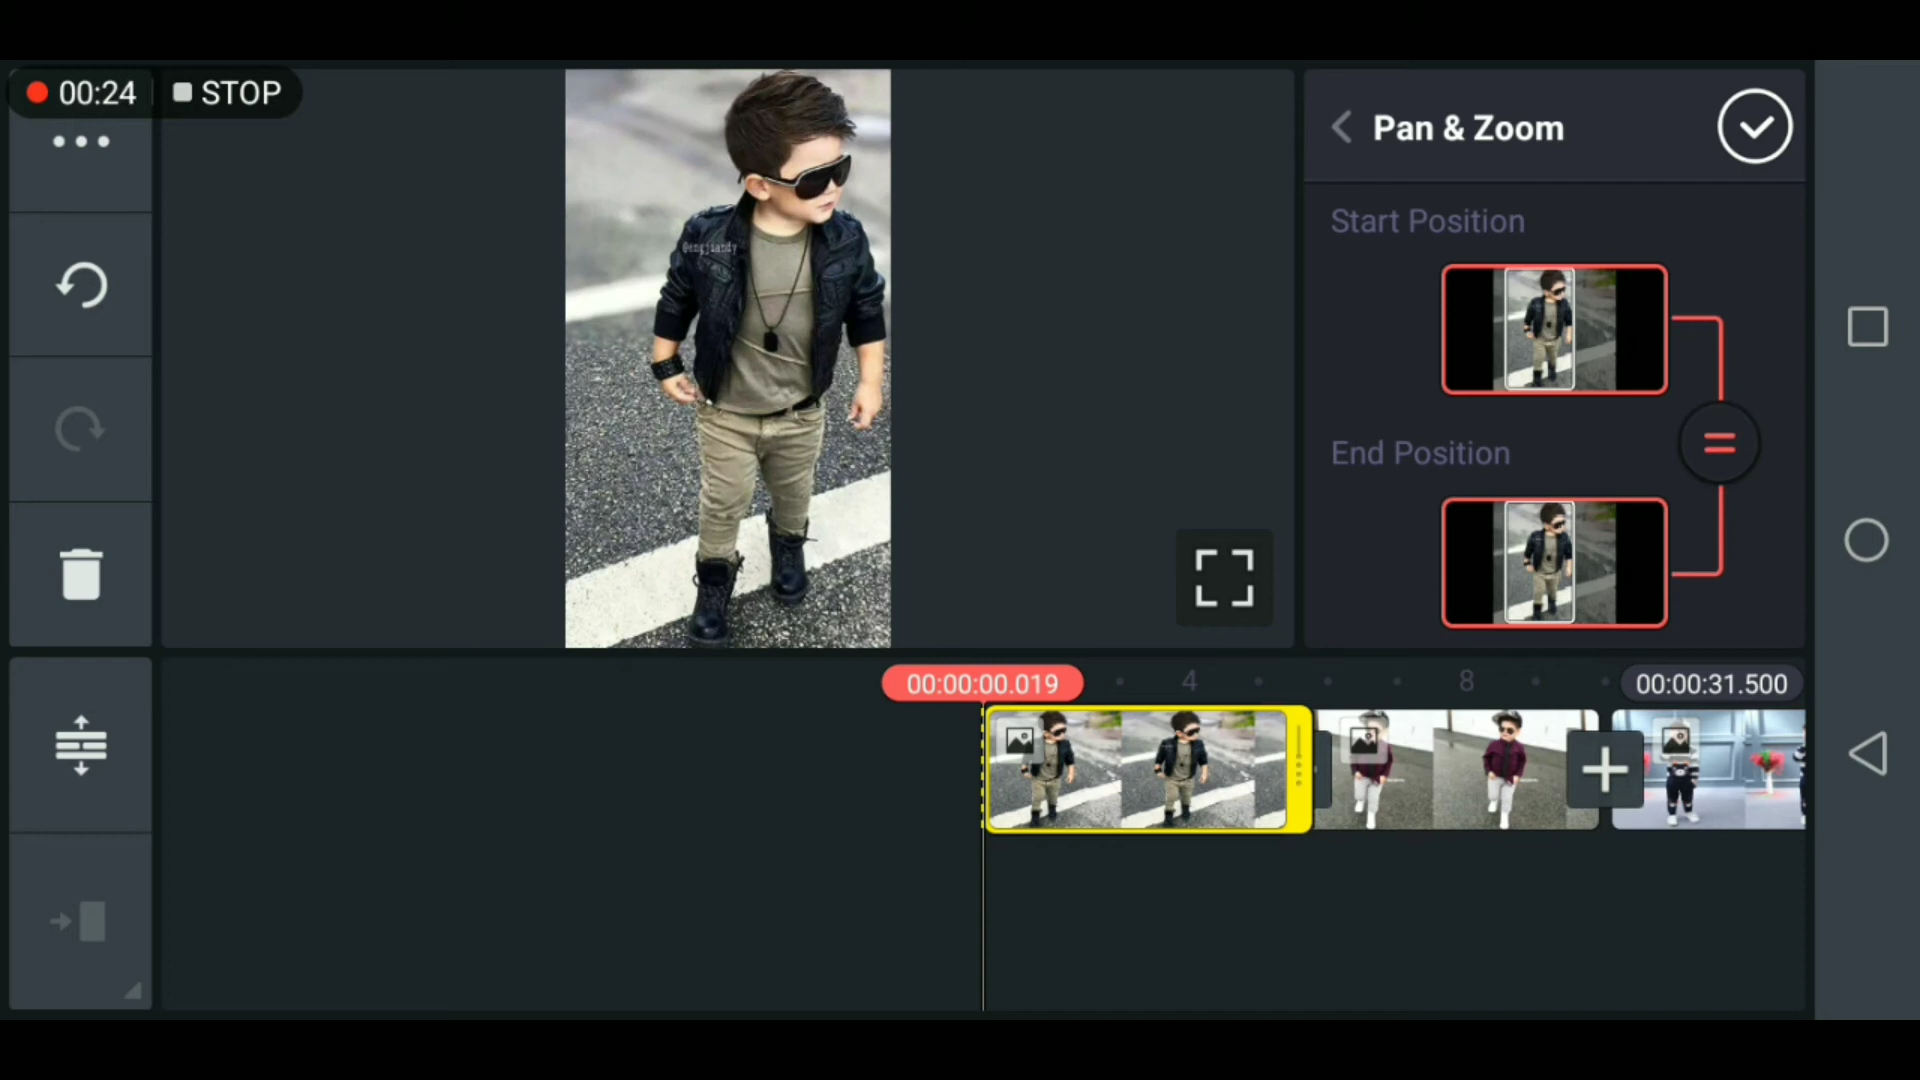 00:24 STOP
Pan & Zoom
Start Position
@engjiandy
End Position
00:00:00.019 4 8 00:00:31.500